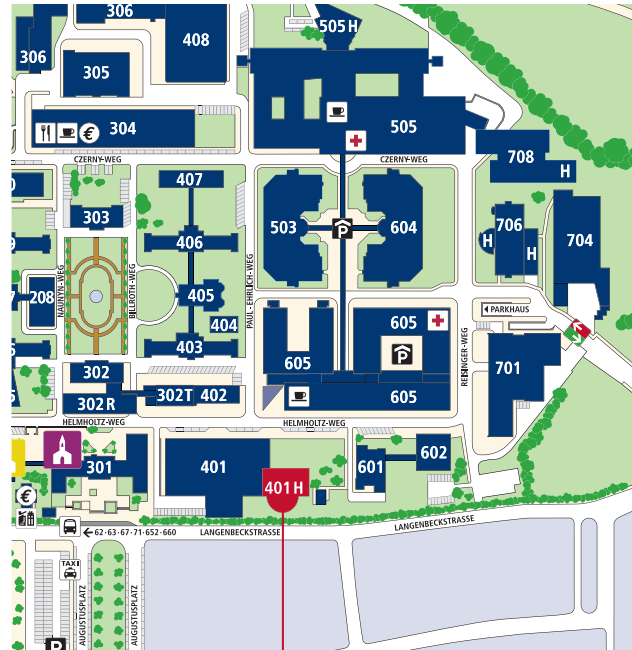 306
505 H
306
408
305
304
€
505
CZERNY-WEG
CZERNY-WEG
708
H
407
303
503
604
706
704
406
H
H
NAUNYN-WEG
BILLROTH-WEG
PAUL-EHRLICH-WEG
208
405
404
P
PARKHAUS
605
403
REISINGER-WEG
605
P
701
302
302 R
302T
402
605
HELMHOLTZ-WEG
HELMHOLTZ-WEG
301
401
401 H
601
602
€
62·63·67·71·652·660
LANGENBECKSTRASSE
LANGENBECKSTRASSE
TAXI
AUGUSTUSPLATZ
AUGUSTUSPLATZ
P